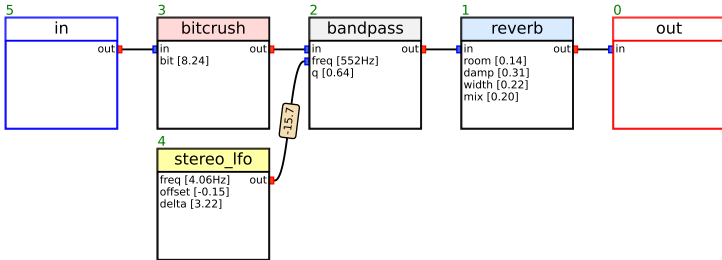 5
in
out
3
bitcrush
in
out
bit [8.24]
2
bandpass
in
out
freq [552Hz]
q [0.64]
1
reverb
in
out
room [0.14]
damp [0.31]
width [0.22]
mix [0.20]
0
out
in
-15.7
4
stereo_lfo
freq [4.06Hz]
out
offset [-0.15]
delta [3.22]